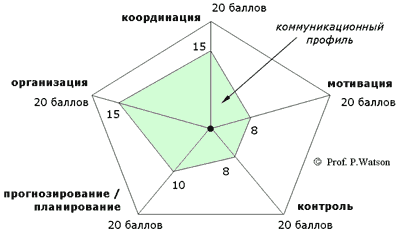 координация
20 баллов
коммуникационный
профиль
15
организация
20 баллов
15
мотивация
20 баллов
8
© Prof. P.Watson
прогнозирование /
планирование
20 баллов
10
8
контроль
20 баллов